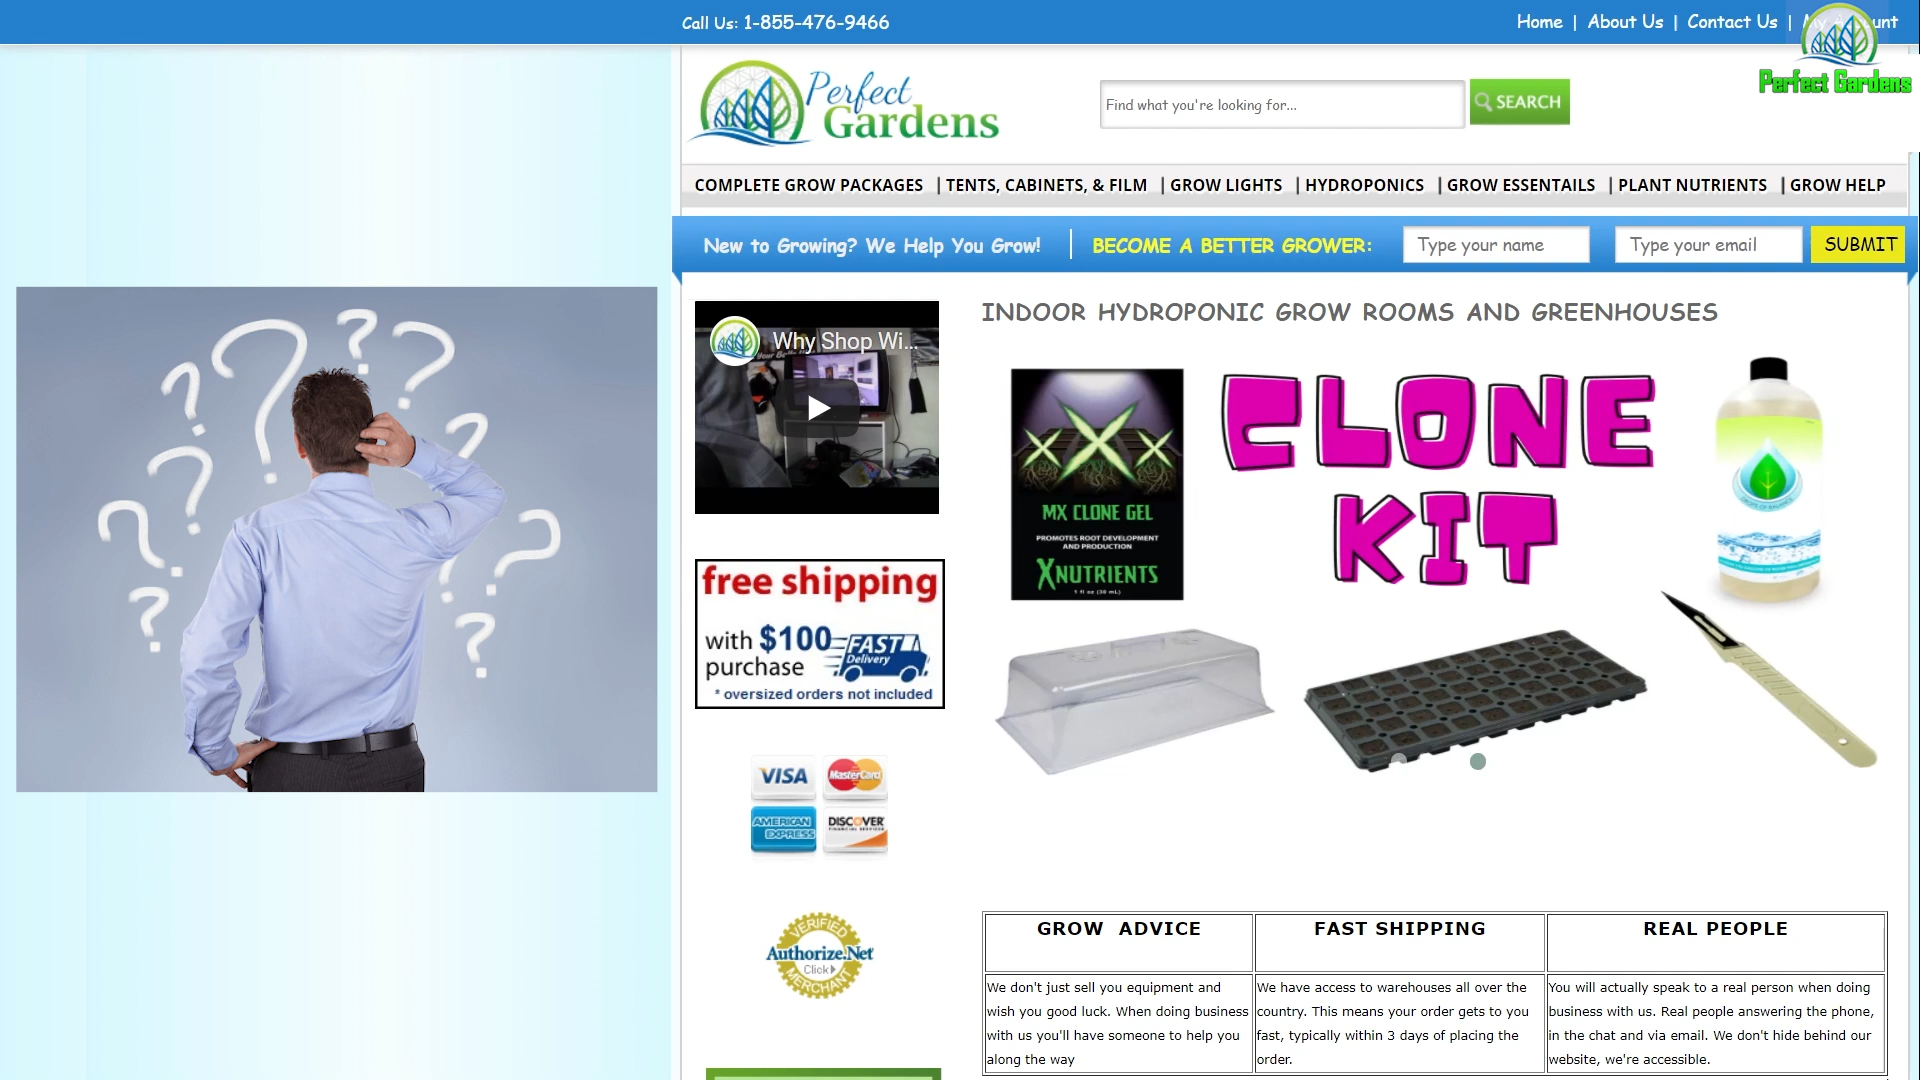 Call Us: 1-855-476-9466
Home | About Us | Contact Us |
Perfect Gardens
Perfect
Gardens
Find what you're looking for...
SEARCH
COMPLETE GROW PACKAGES | TENTS, CABINETS, & FILM | GROW LIGHTS | HYDROPONICS | GROW ESSENTAILS | PLANT NUTRIENTS | GROW HELP
New to Growing? We Help You Grow! BECOME A BETTER GROWER: Type your name Type your email SUBMIT
Why Shop Wi...
INDOOR HYDROPONIC GROW ROOMS AND GREENHOUSES
CLONE
KIT
MX CLONE GEL
PROMOTES ROOT DEVELOPMENT
AND PRODUCTION
XNUTRIENTS
1 fl oz (30 mL)
free shipping
with $100
purchase
FAST
Delivery
* oversized orders not included
VISA MasterCard
AMERICAN
EXPRESS
DISCOVER
FINANCIAL SERVICES
VERIFIED
Authorize.Net
Click
MERCHANT
GROW ADVICE
We don't just sell you equipment and
wish you good luck. When doing business
with us you'll have someone to help you
along the way
FAST SHIPPING
We have access to warehouses all over the
country. This means your order gets to you
fast, typically within 3 days of placing the
order.
REAL PEOPLE
You will actually speak to a real person when doing
business with us. Real people answering the phone,
in the chat and via email. We don't hide behind our
website, we're accessible.